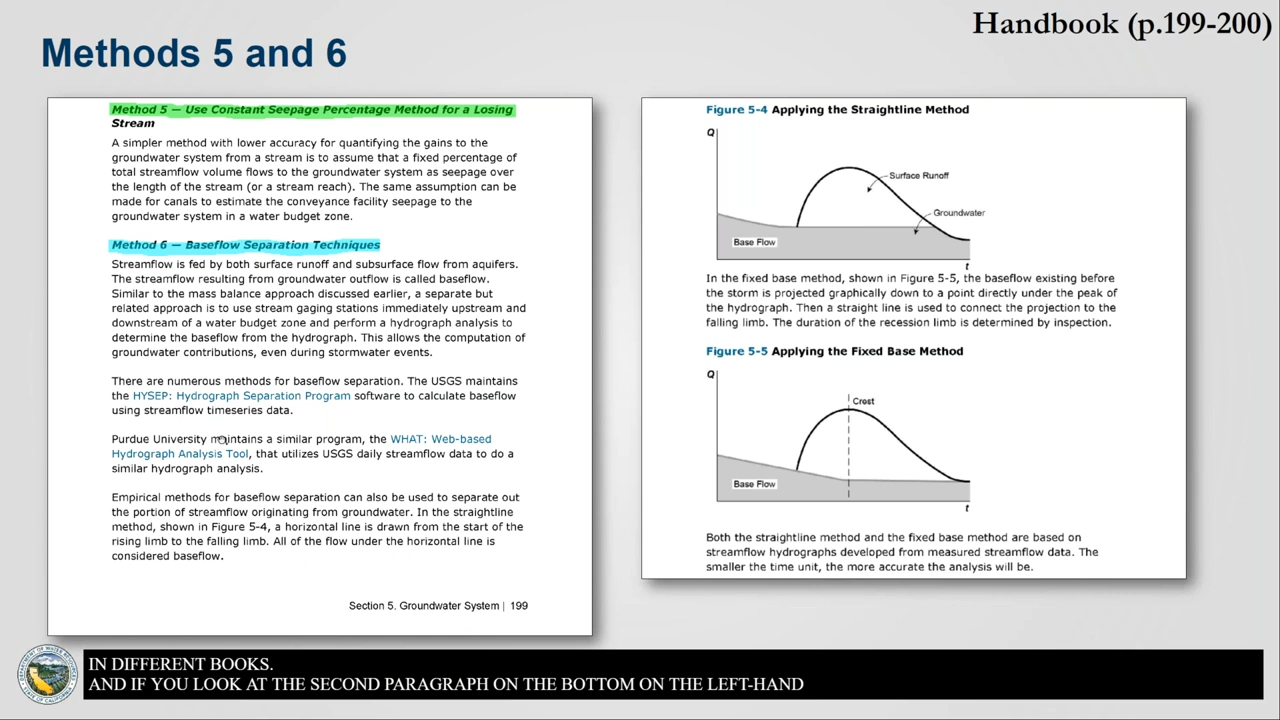 Handbook (p.199-200)
Methods 5 and 6
Method 5 — Use Constant Seepage Percentage Method for a Losing
Stream
A simpler method with lower accuracy for quantifying the gains to the
groundwater system from a stream is to assume that a fixed percentage of
total streamflow volume flows to the groundwater system as seepage over
the length of the stream (or a stream reach). The same assumption can be
made for canals to estimate the conveyance facility seepage to the
groundwater system in a water budget zone.
Method 6 — Baseflow Separation Techniques
Streamflow is fed by both surface runoff and subsurface flow from aquifers.
The streamflow resulting from groundwater outflow is called baseflow.
Similar to the mass balance approach discussed earlier, a separate but
related approach is to use stream gaging stations immediately upstream and
downstream of a water budget zone and perform a hydrograph analysis to
determine the baseflow from the hydrograph. This allows the computation of
groundwater contributions, even during stormwater events.
There are numerous methods for baseflow separation. The USGS maintains
the HYSEP: Hydrograph Separation Program software to calculate baseflow
using streamflow timeseries data.
Purdue University maintains a similar program, the WHAT: Web-based
Hydrograph Analysis Tool, that utilizes USGS daily streamflow data to do a
similar hydrograph analysis.
Empirical methods for baseflow separation can also be used to separate out
the portion of streamflow originating from groundwater. In the straightline
method, shown in Figure 5-4, a horizontal line is drawn from the start of the
rising limb to the falling limb. All of the flow under the horizontal line is
considered baseflow.
Section 5. Groundwater System | 199
Figure 5-4 Applying the Straightline Method
Q
Surface Runoff
Groundwater
Base Flow
t
In the fixed base method, shown in Figure 5-5, the baseflow existing before
the storm is projected graphically down to a point directly under the peak of
the hydrograph. Then a straight line is used to connect the projection to the
falling limb. The duration of the recession limb is determined by inspection.
Figure 5-5 Applying the Fixed Base Method
Q
Crest
Base Flow
t
Both the straightline method and the fixed base method are based on
streamflow hydrographs developed from measured streamflow data. The
smaller the time unit, the more accurate the analysis will be.
IN DIFFERENT BOOKS.
AND IF YOU LOOK AT THE SECOND PARAGRAPH ON THE BOTTOM ON THE LEFT-HAND